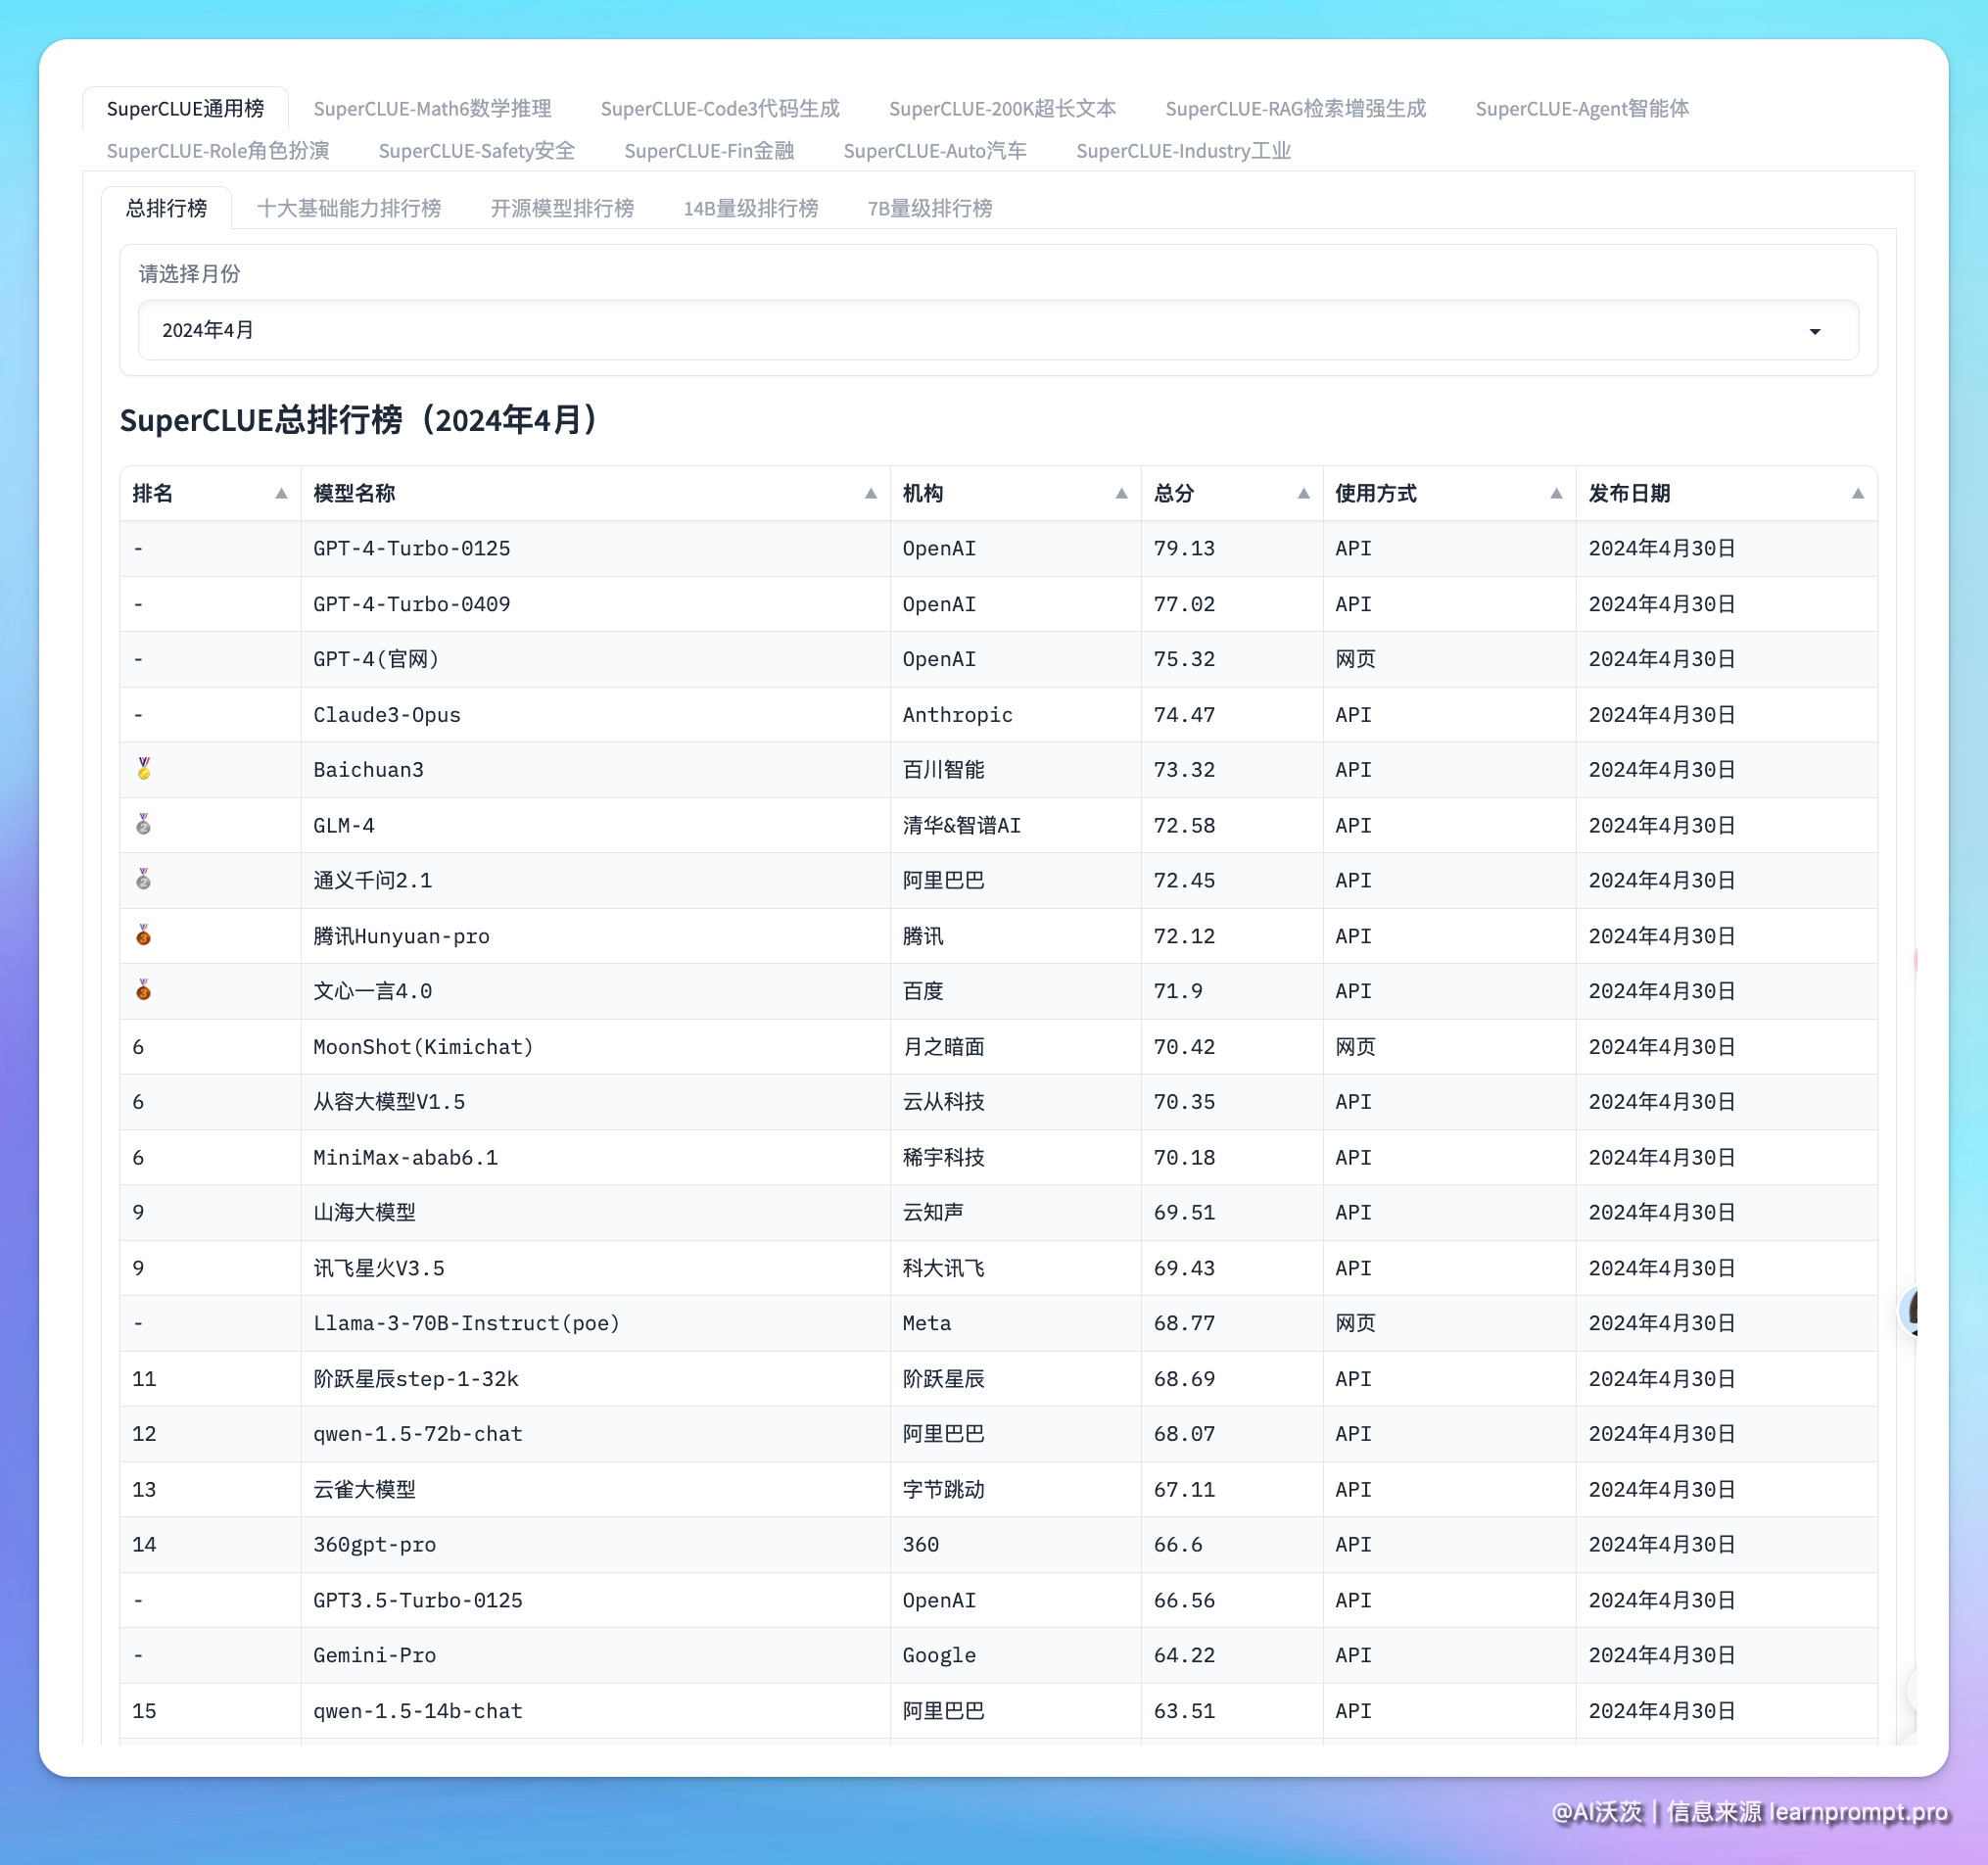 SuperCLUE通用榜 SuperCLUE-Math6数学推理 SuperCLUE-Code3代码生成 SuperCLUE-200K超长文本 SuperCLUE-RAG检索增强生成 SuperCLUE-Agent智能体
SuperCLUE-Role角色扮演 SuperCLUE-Safety安全 SuperCLUE-Fin金融 SuperCLUE-Auto汽车 SuperCLUE-Industry工业
总排行榜 十大基础能力排行榜 开源模型排行榜 14B量级排行榜 7B量级排行榜
请选择月份
2024年4月
SuperCLUE总排行榜（2024年4月）
排名 模型名称 机构 总分 使用方式 发布日期
- GPT-4-Turbo-0125 OpenAI 79.13 API 2024年4月30日
- GPT-4-Turbo-0409 OpenAI 77.02 API 2024年4月30日
- GPT-4(官网) OpenAI 75.32 网页 2024年4月30日
- Claude3-Opus Anthropic 74.47 API 2024年4月30日
🥇 Baichuan3 百川智能 73.32 API 2024年4月30日
🥈 GLM-4 清华&智谱AI 72.58 API 2024年4月30日
🥈 通义千问2.1 阿里巴巴 72.45 API 2024年4月30日
🥉 腾讯Hunyuan-pro 腾讯 72.12 API 2024年4月30日
🥉 文心一言4.0 百度 71.9 API 2024年4月30日
6 MoonShot(Kimichat) 月之暗面 70.42 网页 2024年4月30日
6 从容大模型V1.5 云从科技 70.35 API 2024年4月30日
6 MiniMax-abab6.1 稀宇科技 70.18 API 2024年4月30日
9 山海大模型 云知声 69.51 API 2024年4月30日
9 讯飞星火V3.5 科大讯飞 69.43 API 2024年4月30日
- Llama-3-70B-Instruct(poe) Meta 68.77 网页 2024年4月30日
11 阶跃星辰step-1-32k 阶跃星辰 68.69 API 2024年4月30日
12 qwen-1.5-72b-chat 阿里巴巴 68.07 API 2024年4月30日
13 云雀大模型 字节跳动 67.11 API 2024年4月30日
14 360gpt-pro 360 66.6 API 2024年4月30日
- GPT3.5-Turbo-0125 OpenAI 66.56 API 2024年4月30日
- Gemini-Pro Google 64.22 API 2024年4月30日
15 qwen-1.5-14b-chat 阿里巴巴 63.51 API 2024年4月30日
@AI沃茨｜信息来源 learnprompt.pro